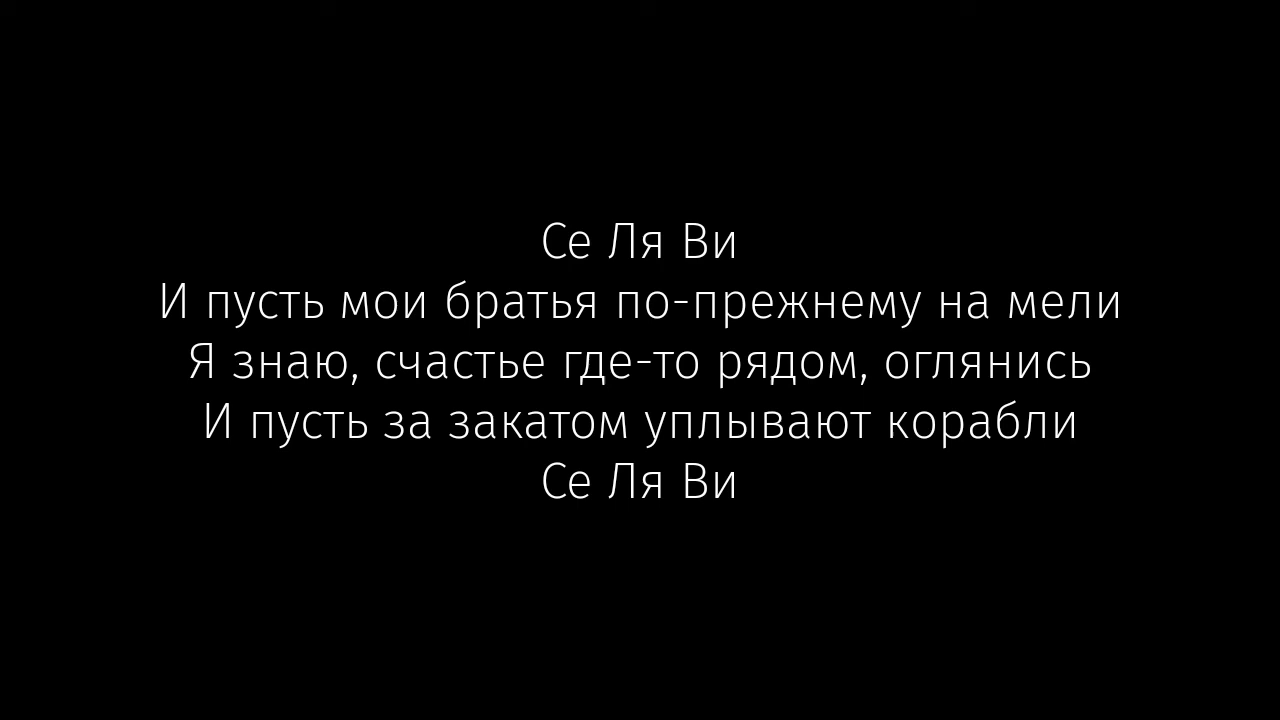 Се Ля Ви
И пусть мои братья по-прежнему на мели
Я знаю, счастье где-то рядом, оглянись
И пусть за закатом уплывают корабли
Се Ля Ви